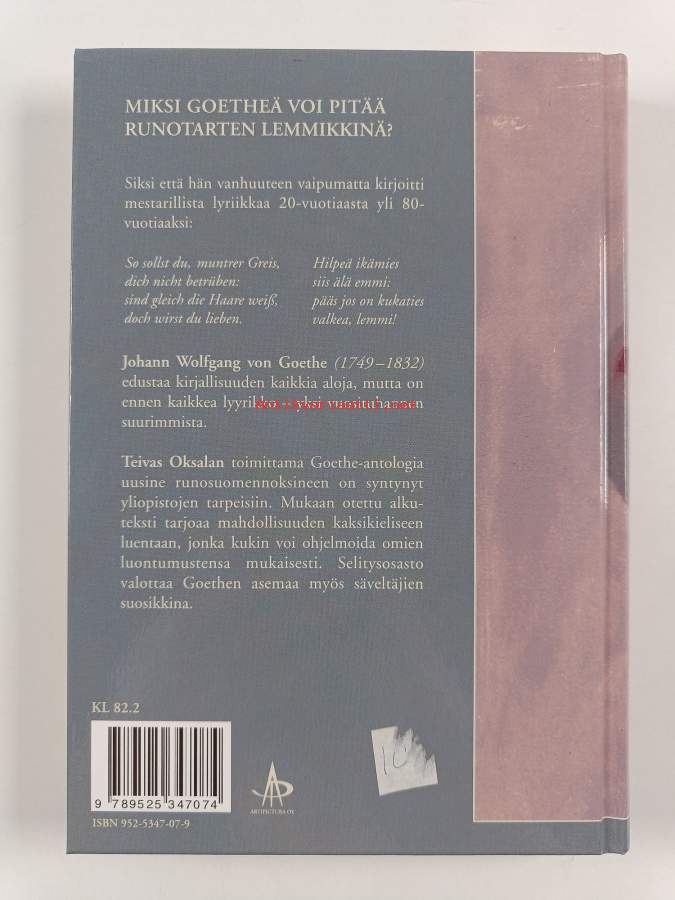 MIKSI GOETHEÄ VOI PITÄÄ
RUNOTARTEN LEMMIKKINÄ?
Siksi että hän vanhuuteen vaipumatta kirjoitti
mestarillista lyriikkaa 20-vuotiaasta yli 80-
vuotiaaksi:
So sollst du, muntrer Greis,
dich nicht betrüben:
sind gleich die Haare weiß,
doch wirst du lieben.
Hilpeä ikämies
siis älä emmi:
pääs jos on kukaties
valkea, lemmi!
Johann Wolfgang von Goethe (1749–1832)
edustaa kirjallisuuden kaikkia aloja, mutta on
ennen kaikkea lyyrikko – yksi vuosituhannen
suurimmista.
Teivas Oksalan toimittama Goethe-antologia
uusine runosuomennoksineen on syntynyt
yliopistojen tarpeisiin. Mukaan otettu alku-
teksti tarjoaa mahdollisuuden kaksikieliseen
luentaan, jonka kukin voi ohjelmoida omien
luontumustensa mukaisesti. Selitysosasto
valottaa Goethen asemaa myös säveltäjien
suosikkina.
KL 82.2
9 789525 347074
ISBN 952-5347-07-9
ARTIPICTURA OY